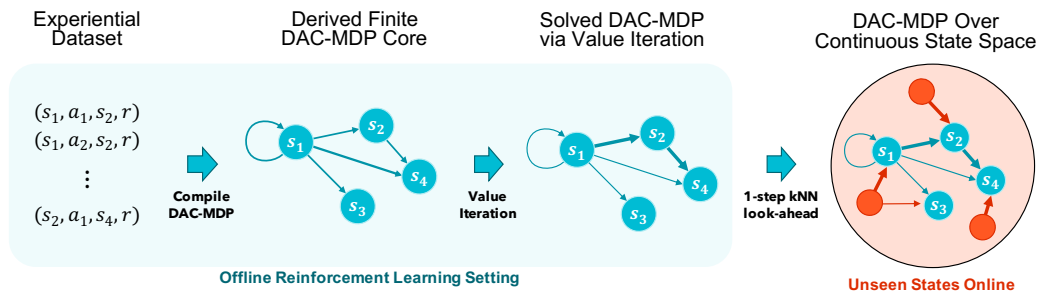 Experiential
Dataset
Derived Finite
DAC-MDP Core
Solved DAC-MDP
via Value Iteration
DAC-MDP Over
Continuous State Space
(s₁, a₁, s₂, r)
(s₁, a₂, s₂, r)
⋮
(s₂, a₁, s₄, r)
Compile
DAC-MDP
s₁
s₂
s₄
s₃
Value
Iteration
s₁
s₂
s₄
s₃
1-step kNN
look-ahead
s₁
s₂
s₄
s₃
Offline Reinforcement Learning Setting
Unseen States Online